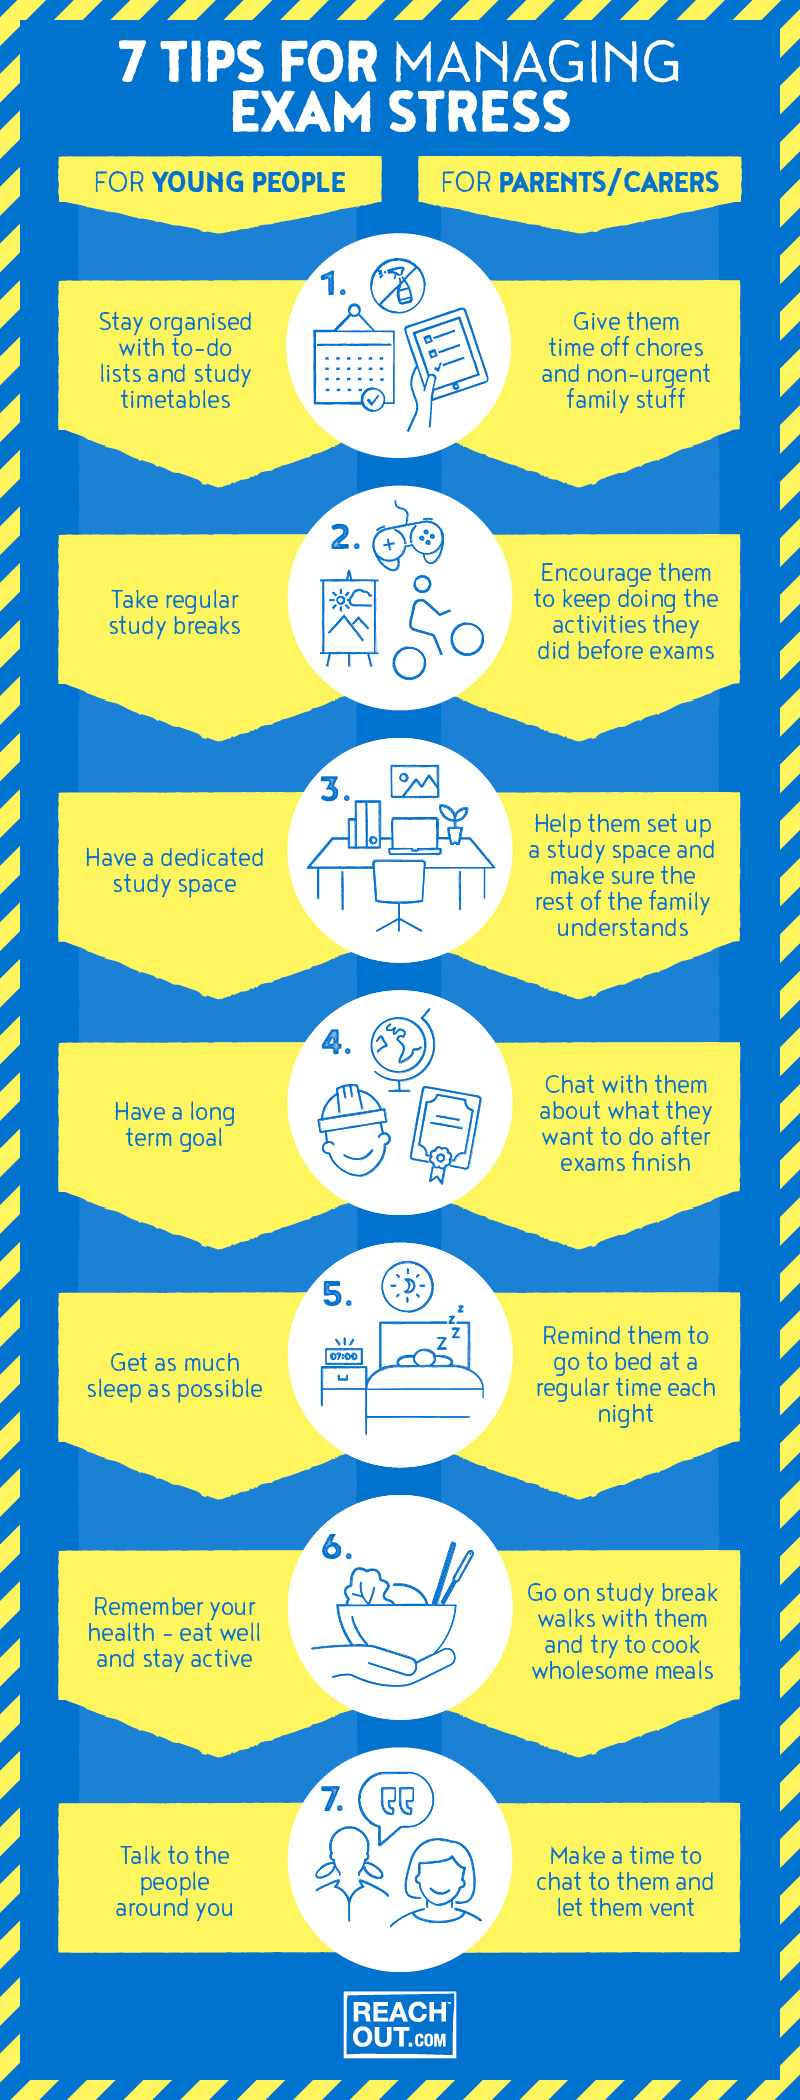 7 TIPS FOR MANAGING
EXAM STRESS
FOR YOUNG PEOPLE
FOR PARENTS/CARERS
1.
Stay organised
with to-do
lists and study
timetables
Give them
time off chores
and non-urgent
family stuff
2.
Take regular
study breaks
Encourage them
to keep doing the
activities they
did before exams
3.
Have a dedicated
study space
Help them set up
a study space and
make sure the
rest of the family
understands
4.
Have a long
term goal
Chat with them
about what they
want to do after
exams finish
5.
z
z
z
Z
07:00
Get as much
sleep as possible
Remind them to
go to bed at a
regular time each
night
6.
Remember your
health - eat well
and stay active
Go on study break
walks with them
and try to cook
wholesome meals
7.
Talk to the
people
around you
Make a time to
chat to them and
let them vent
REACH™
OUT.COM